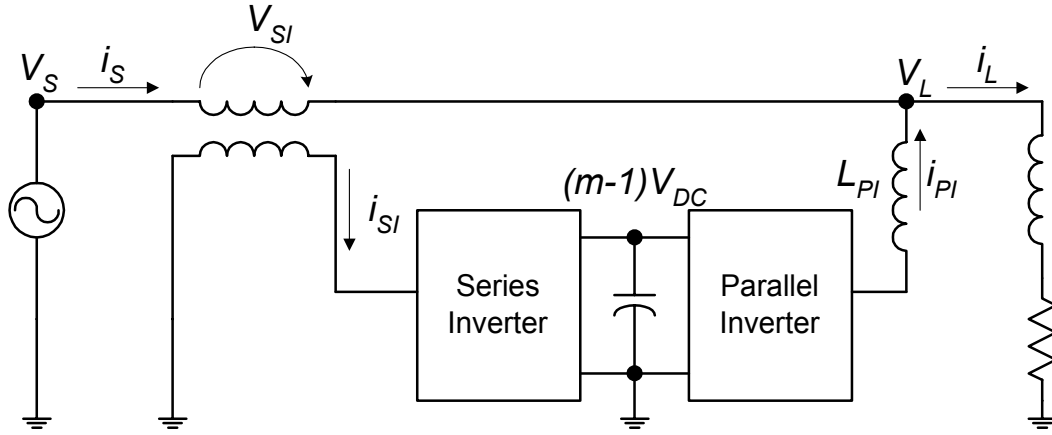 V_SI
V_S
i_S
V_L
i_L
(m-1)V_DC
L_PI
i_PI
i_SI
Series
Inverter
Parallel
Inverter